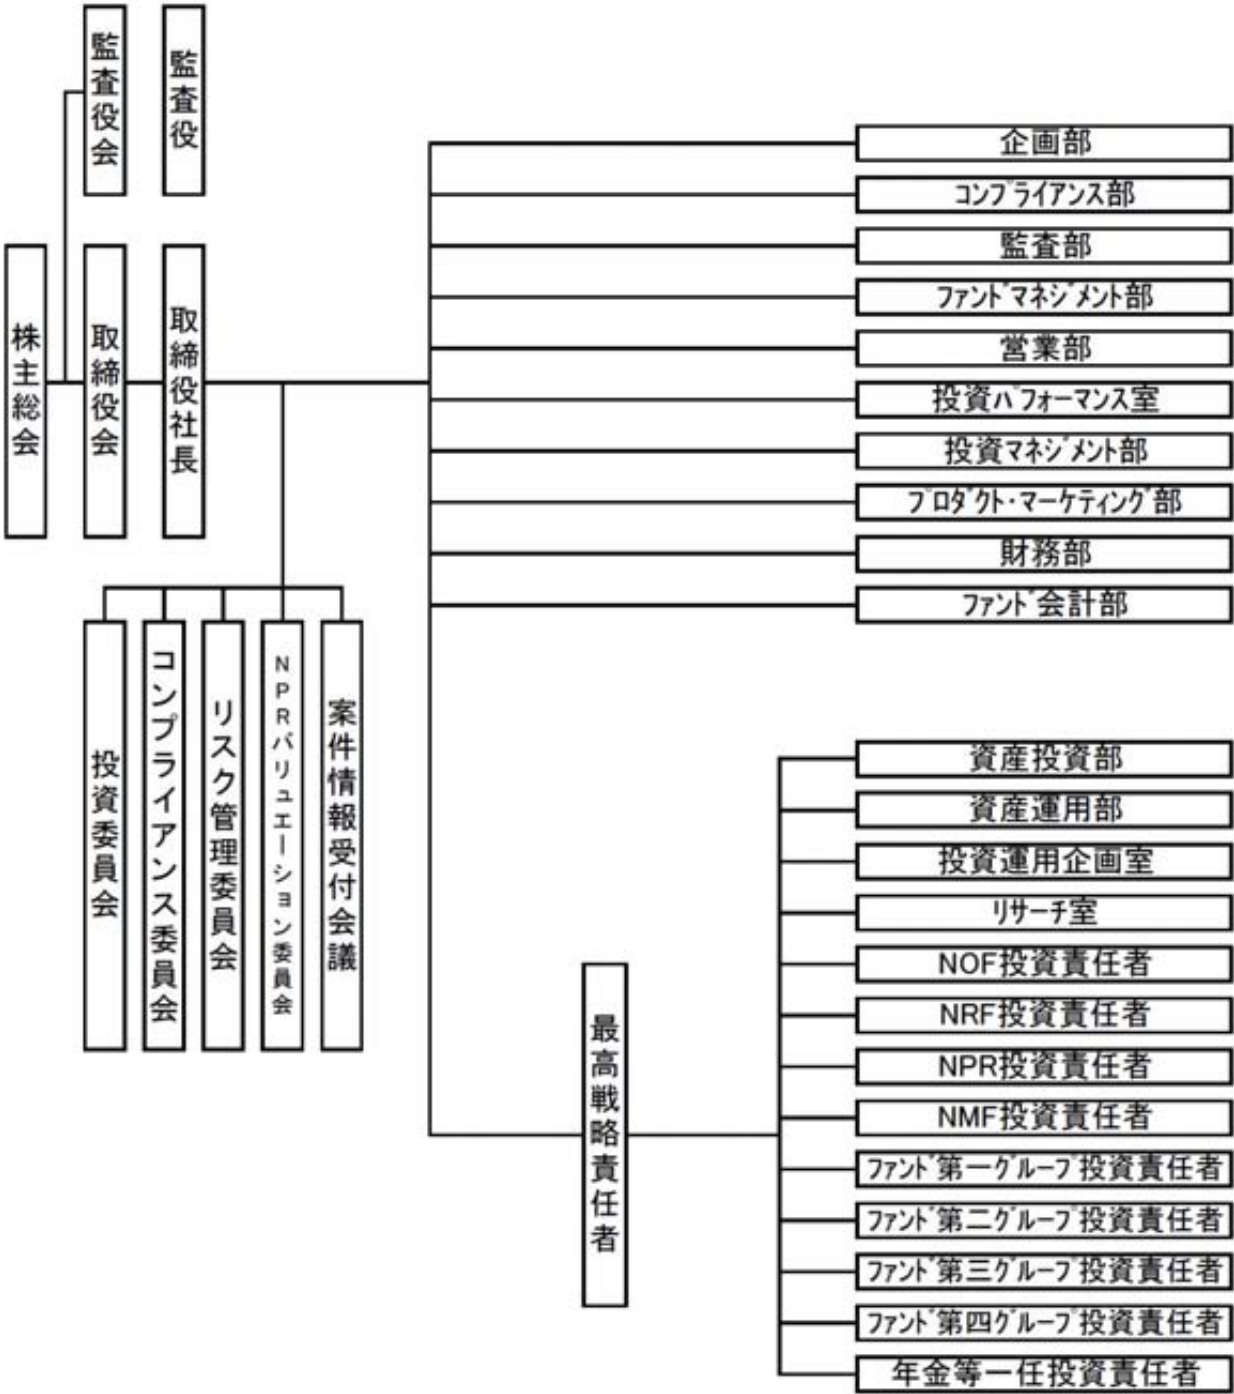 監査役会
監査役
株主総会
取締役会
取締役社長
投資委員会
コンプライアンス委員会
リスク管理委員会
NPRバリュエーション委員会
案件情報受付会議
企画部
コンプライアンス部
監査部
ファンドマネジメント部
営業部
投資パフォーマンス室
投資マネジメント部
プロダクト・マーケティング部
財務部
ファンド会計部
最高戦略責任者
資産投資部
資産運用部
投資運用企画室
リサーチ室
NOF投資責任者
NRF投資責任者
NPR投資責任者
NMF投資責任者
ファンド第一グループ投資責任者
ファンド第二グループ投資責任者
ファンド第三グループ投資責任者
ファンド第四グループ投資責任者
年金等一任投資責任者